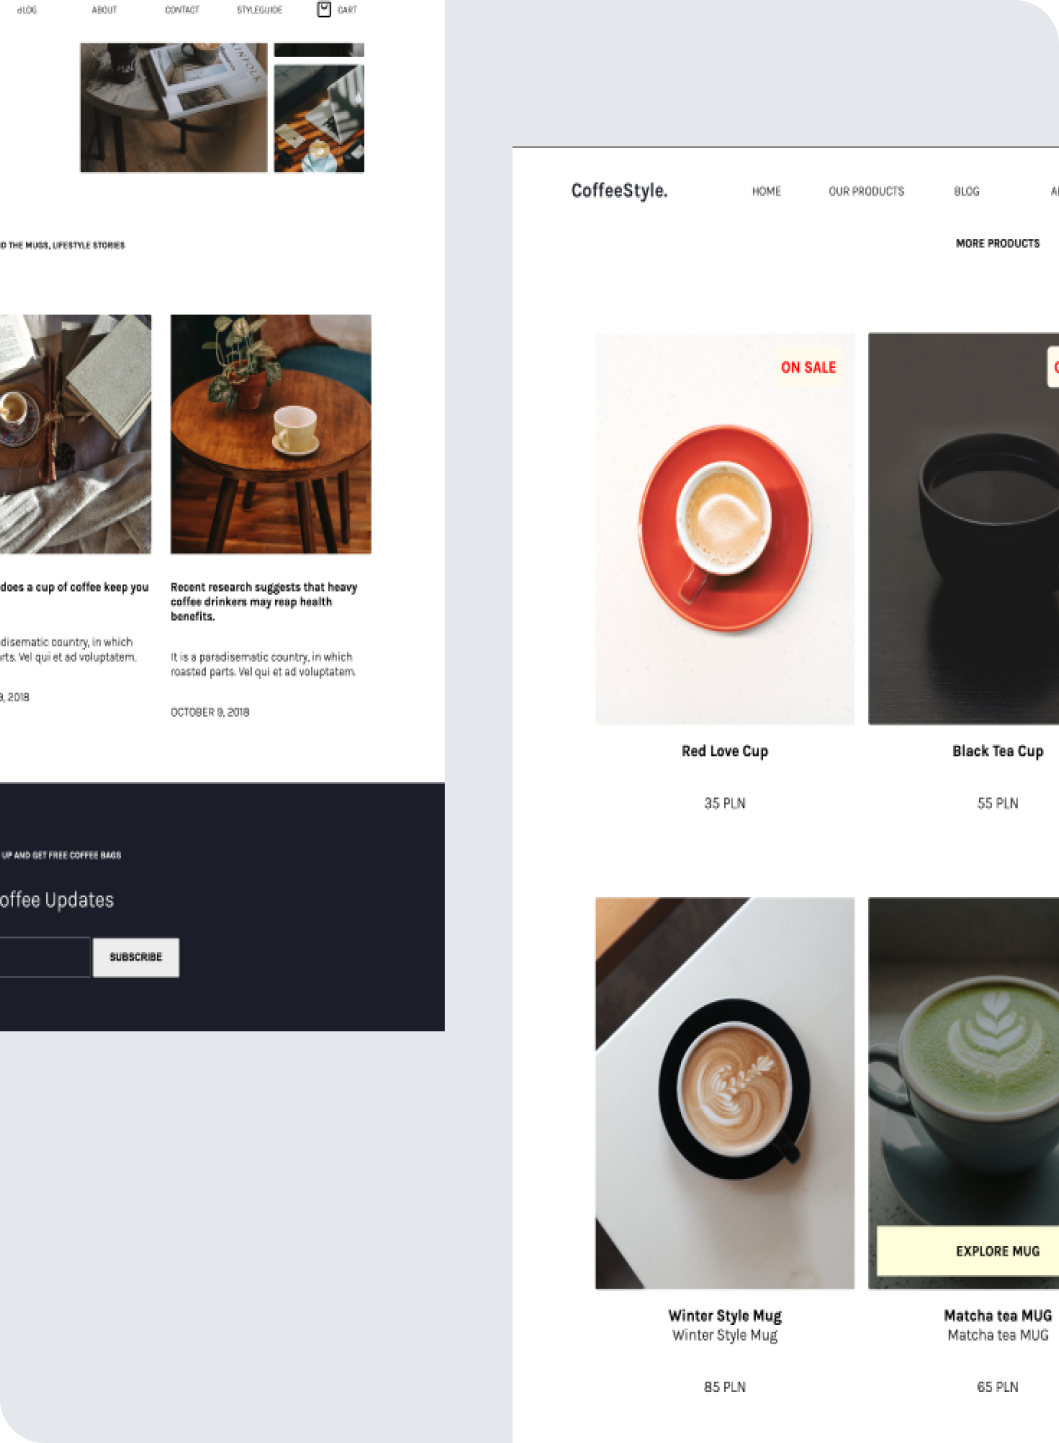 BLOG ABOUT CONTACT STYLEGUIDE CART
KINFOLK
THE MUGS, LIFESTYLE STORIES
does a cup of coffee keep you
country, in which
Vel qui et ad voluptatem.
9, 2018
Recent research suggests that heavy
coffee drinkers may reap health
benefits.
It is a paradisematic country, in which
roasted parts. Vel qui et ad voluptatem.
OCTOBER 9, 2018
UP AND GET FREE COFFEE BAGS
offee Updates
SUBSCRIBE
CoffeeStyle. HOME OUR PRODUCTS BLOG
MORE PRODUCTS
ON SALE
Red Love Cup
35 PLN
Black Tea Cup
55 PLN
Winter Style Mug
Winter Style Mug
85 PLN
EXPLORE MUG
Matcha tea MUG
Matcha tea MUG
65 PLN